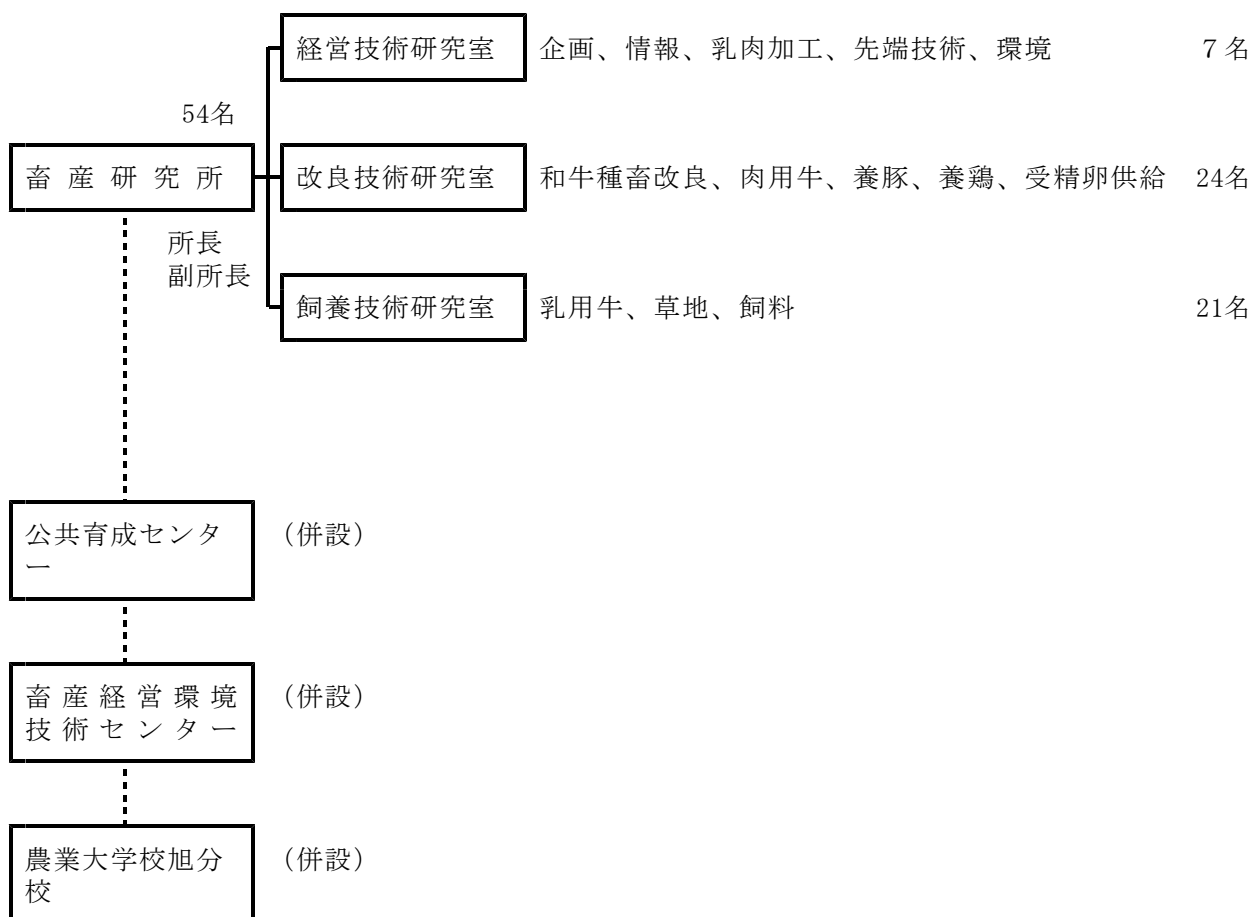 経営技術研究室 企画、情報、乳肉加工、先端技術、環境 7名
54名
畜産研究所 改良技術研究室 和牛種畜改良、肉用牛、養豚、養鶏、受精卵供給 24名
所長
副所長
飼養技術研究室 乳用牛、草地、飼料 21名
公共育成センタ
ー
(併設)
畜産経営環境
技術センター
(併設)
農業大学校旭分
校
(併設)